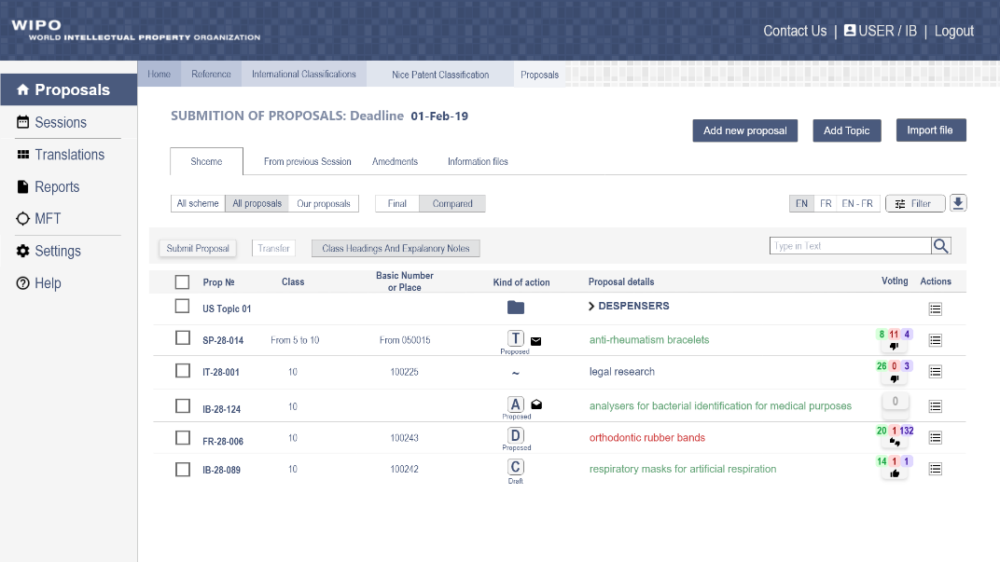 WIPO
WORLD INTELLECTUAL PROPERTY ORGANIZATION
Contact Us | USER / IB | Logout
Home Reference International Classifications Nice Patent Classification Proposals
Proposals
Sessions
Translations
Reports
MFT
Settings
Help
SUBMITION OF PROPOSALS: Deadline 01-Feb-19
Add new proposal Add Topic Import file
Shceme From previous Session Amedments Information files
All scheme All proposals Our proposals Final Compared EN FR EN - FR Filter
Submit Proposal Transfer Class Headings And Expalanory Notes Type in Text
Prop № Class Basic Number or Place Kind of action Proposal details Voting Actions
US Topic 01 DESPENSERS
SP-28-014 From 5 to 10 From 050015 T Proposed anti-rheumatism bracelets 8 11 4
IT-28-001 10 100225 ~ legal research 26 0 3
IB-28-124 10 A Proposed analysers for bacterial identification for medical purposes 0
FR-28-006 10 100243 D Proposed orthodontic rubber bands 20 1 132
IB-28-089 10 100242 C Draft respiratory masks for artificial respiration 14 1 1